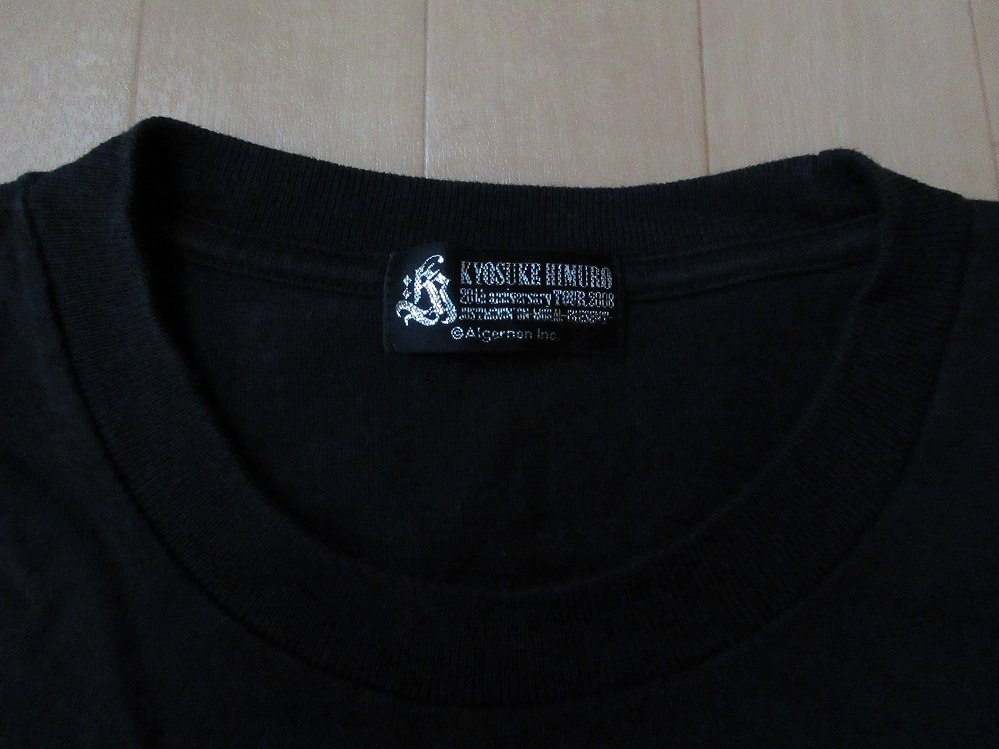 KYOSUKE HIMURO
20th anniversary TOUR 2008
©Algernon Inc.